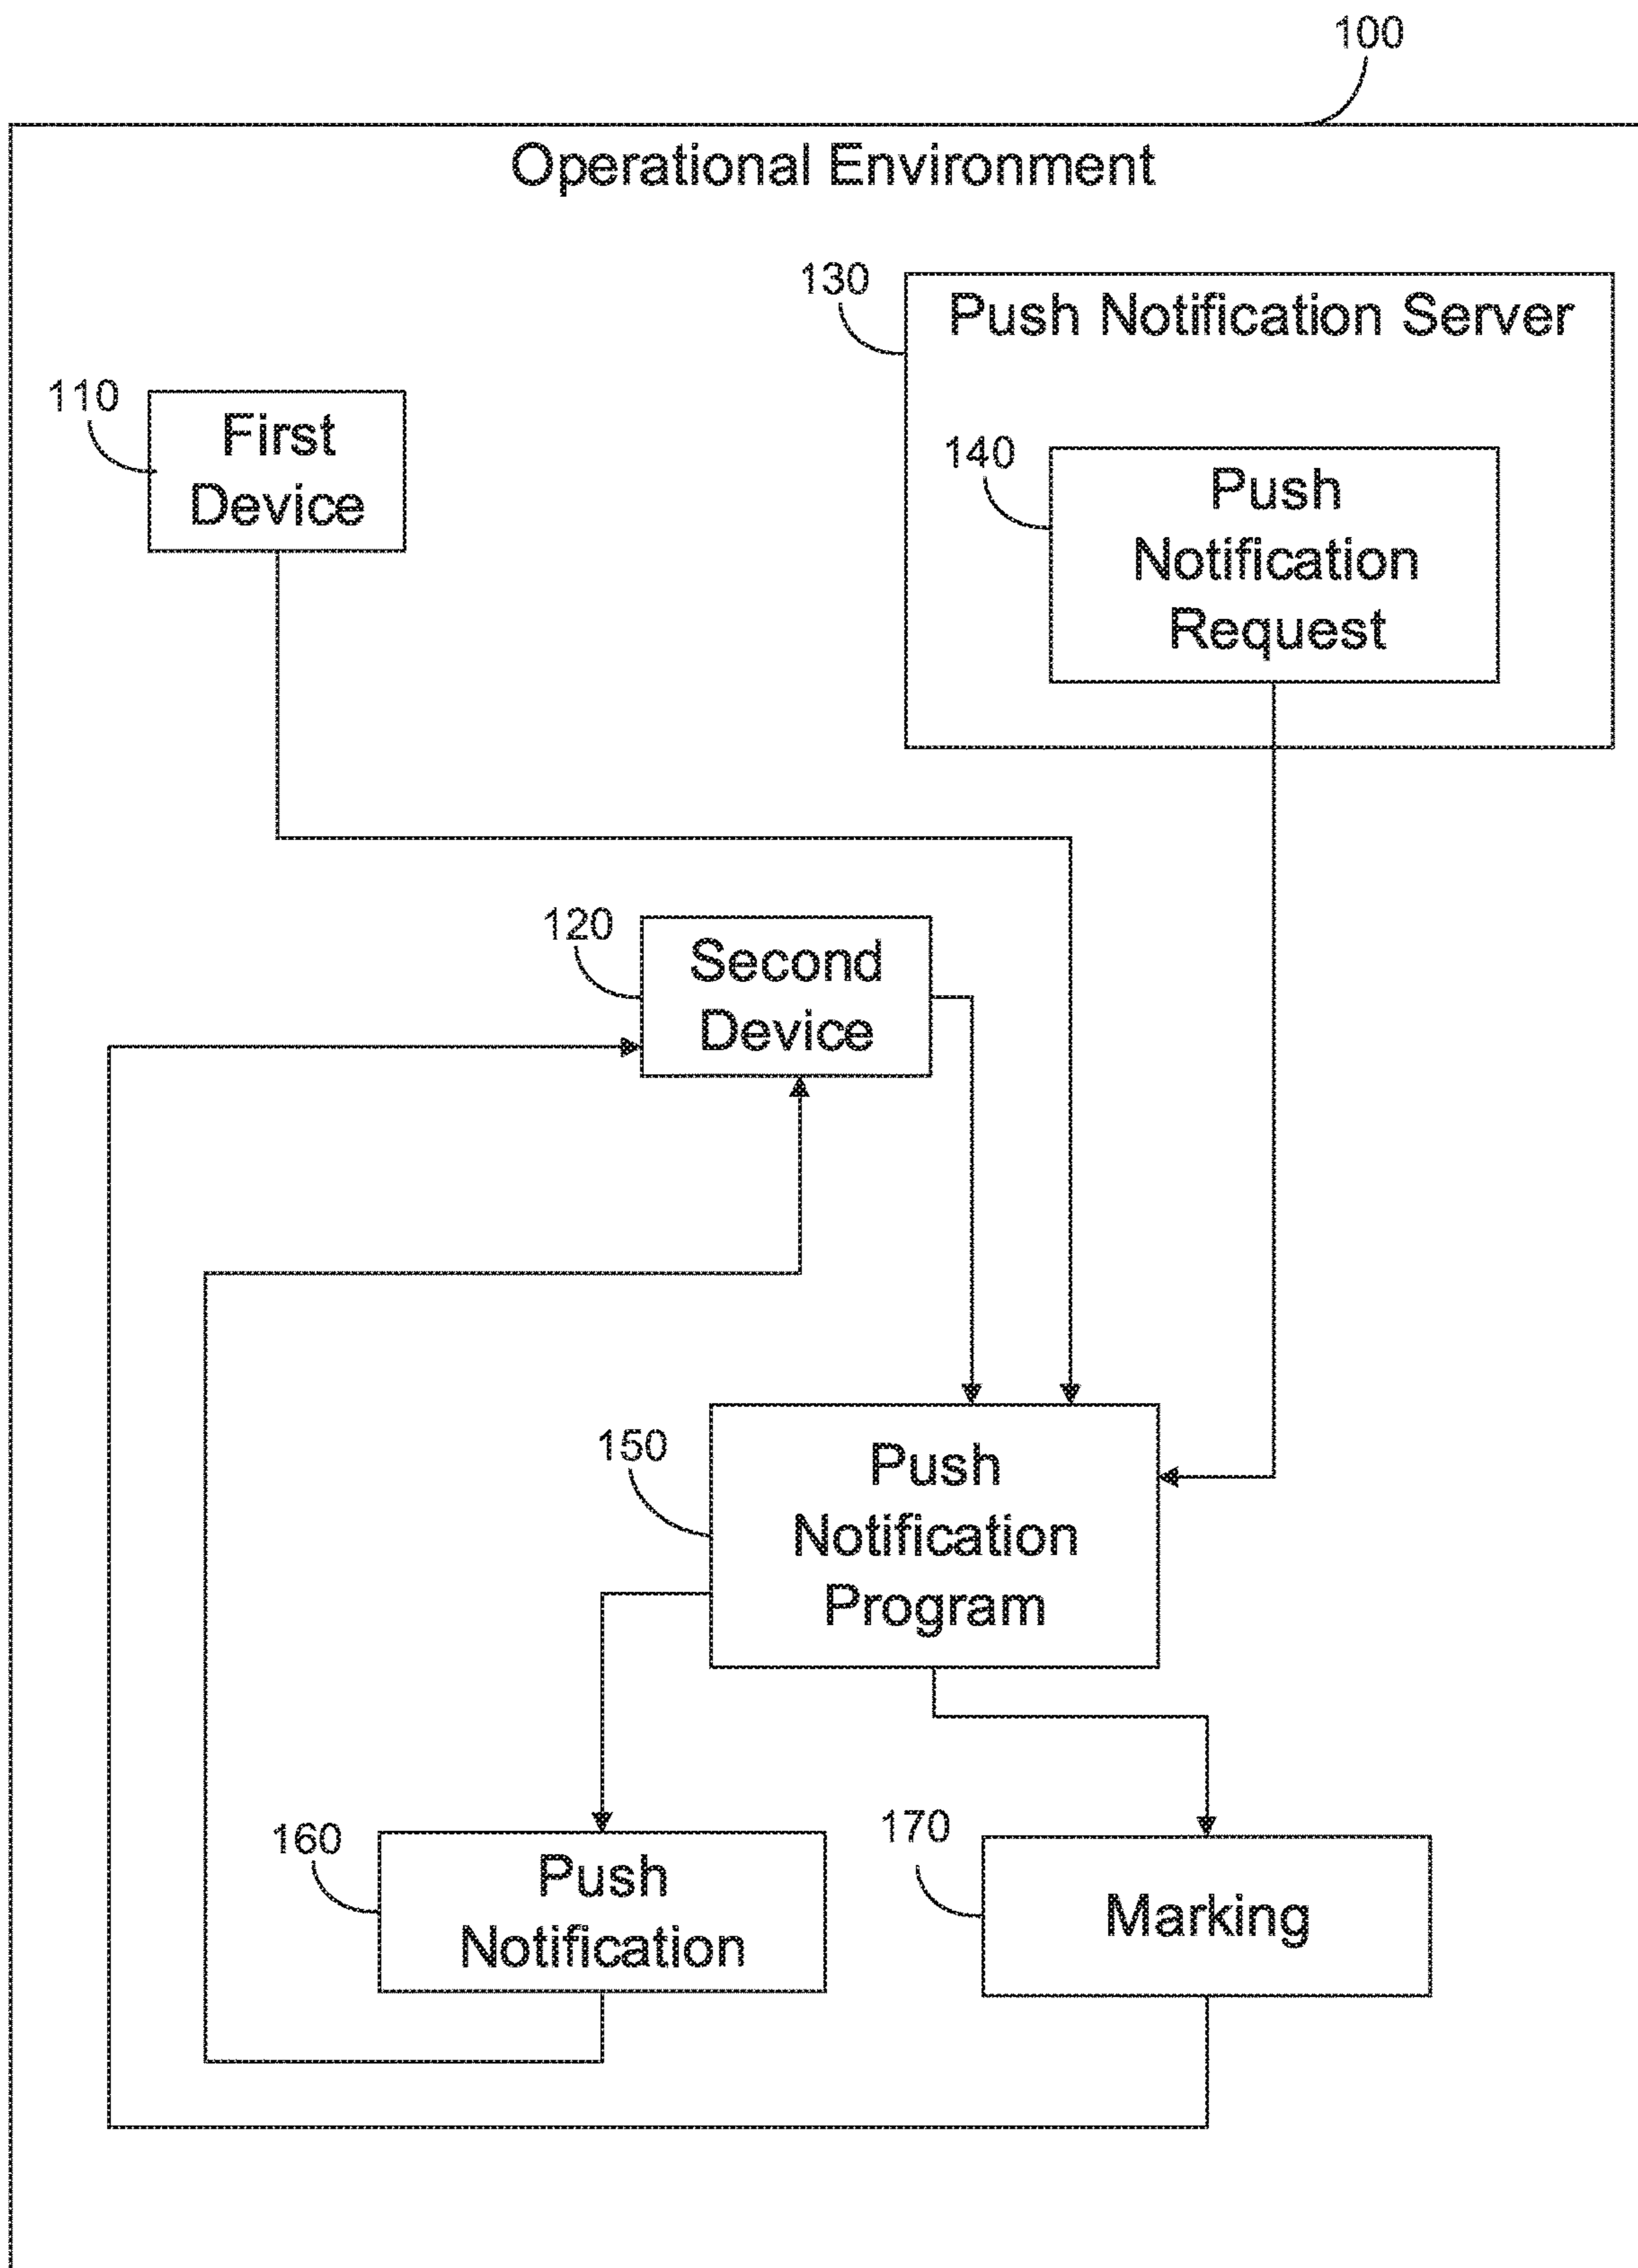 100
Operational Environment
130
Push Notification Server
110
First
Device
140
Push
Notification
Request
120
Second
Device
150
Push
Notification
Program
160
Push
Notification
170
Marking